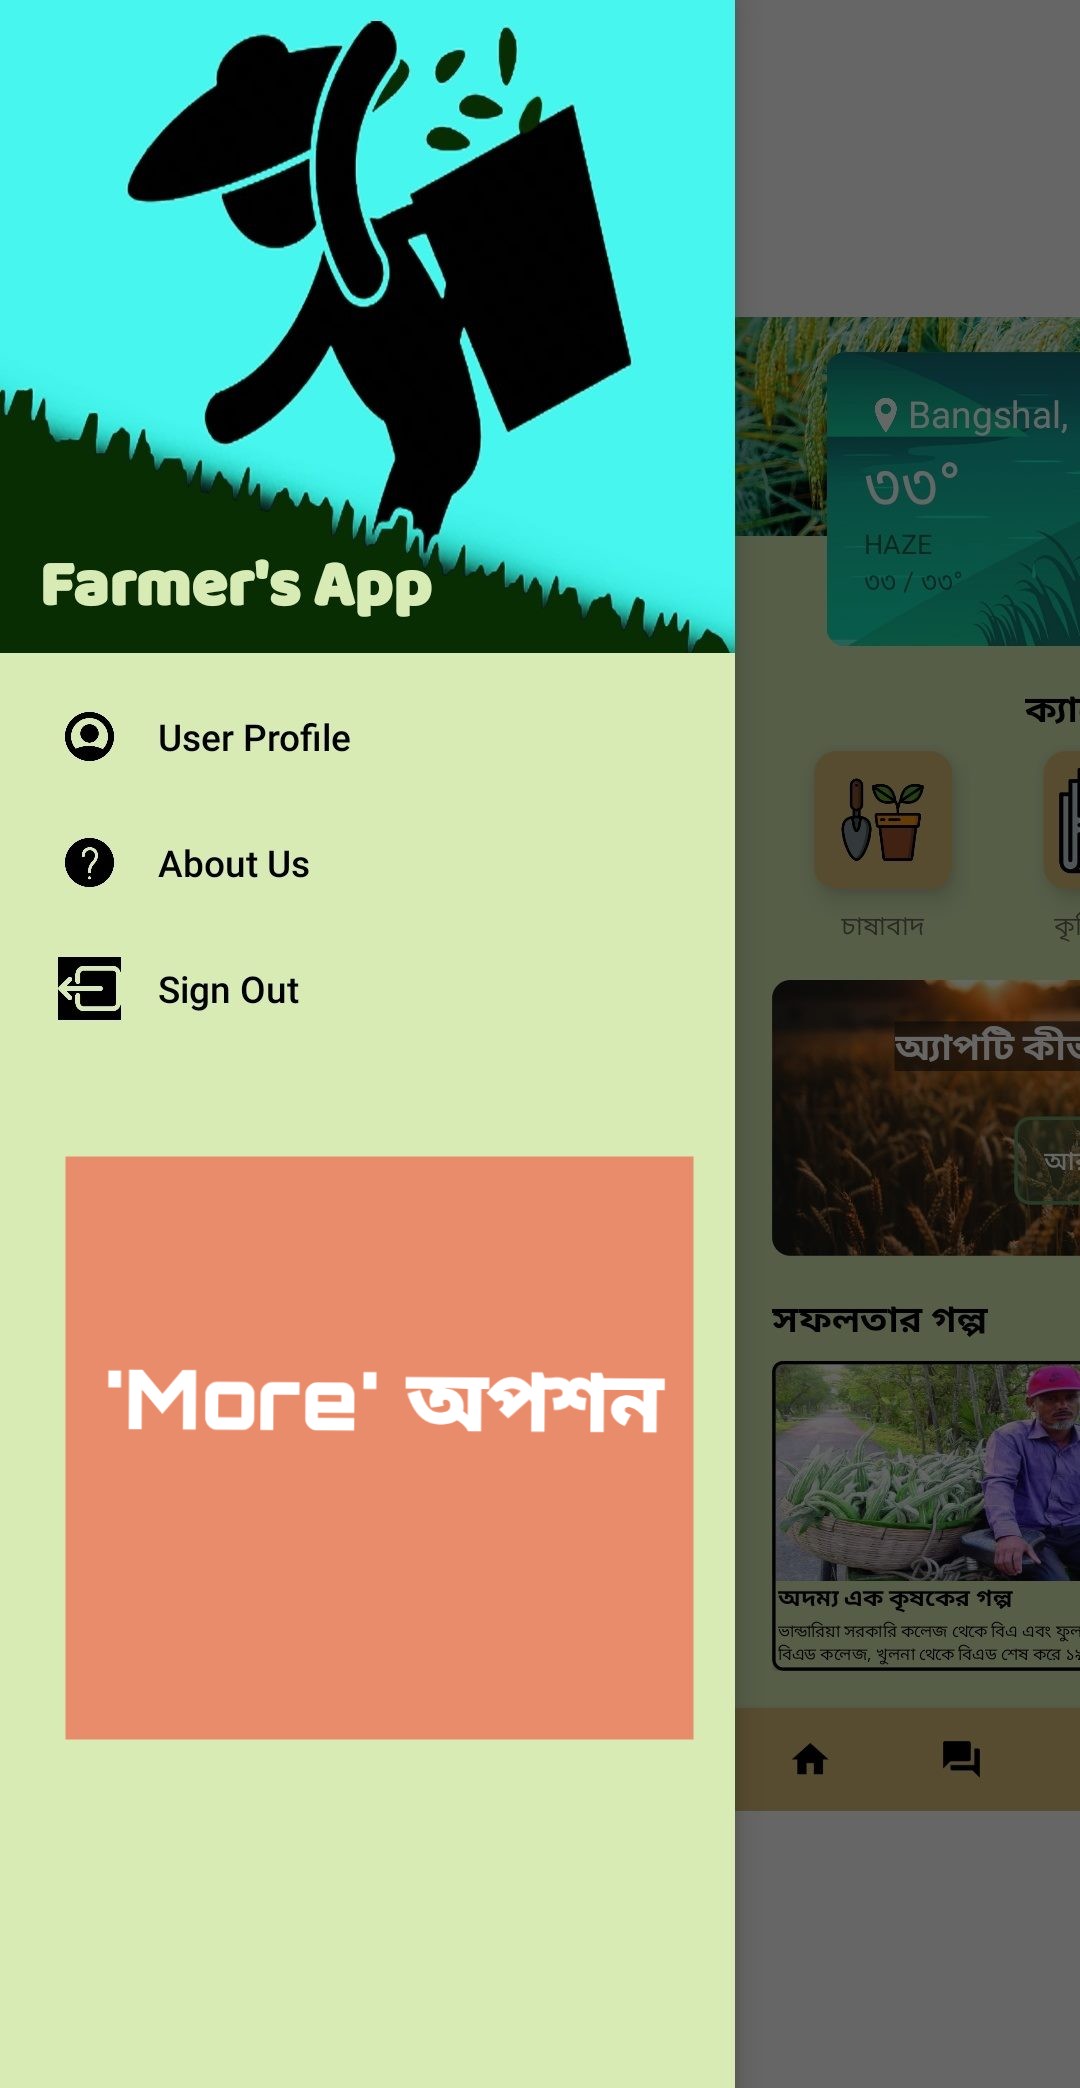 Farmer's App
User Profile
About Us
Sign Out
'More' অপশন
Bangshal,
৩৩°
HAZE
৩৩ / ৩৩°
চাষাবাদ
অ্যাপটি
সফলতার গল্প
অদম্য এক কৃষকের গল্প
ভান্ডারিয়া সরকারি কলেজ থেকে বিএ এবং
বিএড কলেজ, খুলনা থেকে বিএড শেষ করে